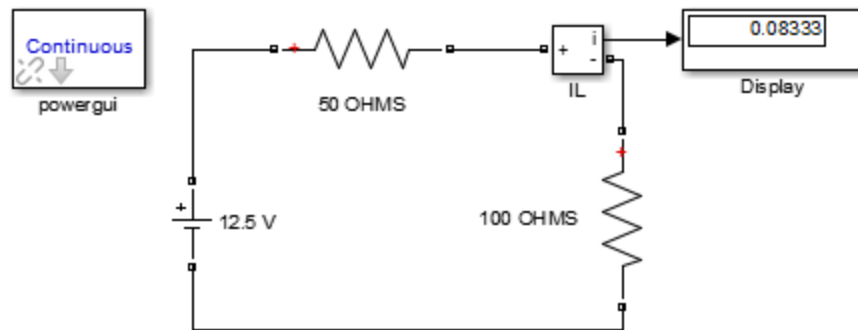 Continuous
powergui
50 OHMS
+
i
-
IL
0.08333
Display
+
12.5 V
100 OHMS